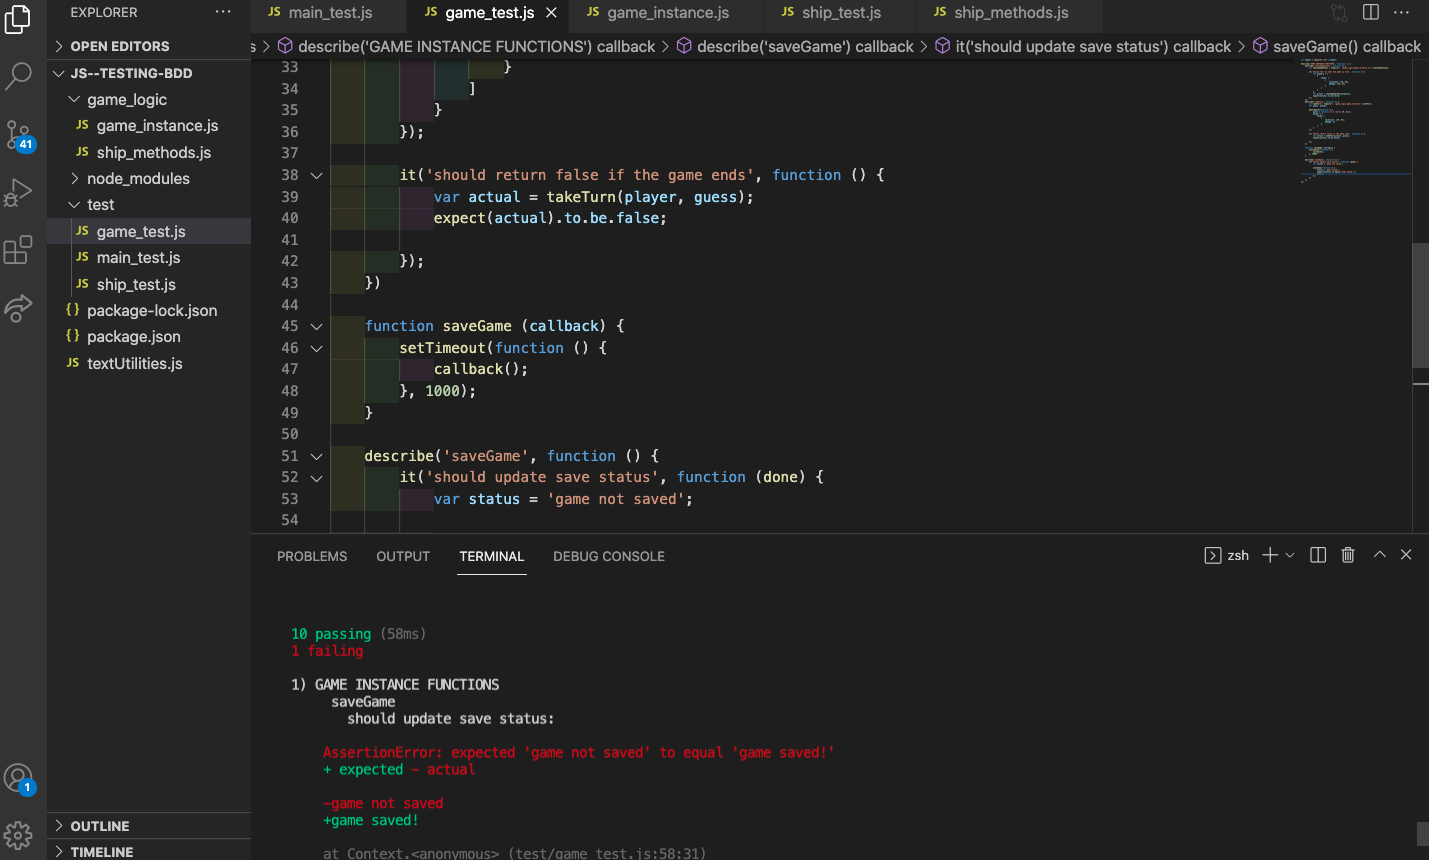 EXPLORER ···
OPEN EDITORS
JS--TESTING-BDD
game_logic
JS game_instance.js
JS ship_methods.js
node_modules
test
JS game_test.js
JS main_test.js
JS ship_test.js
{} package-lock.json
{} package.json
JS textUtilities.js
OUTLINE
TIMELINE
41
1
JS main_test.js JS game_test.js JS game_instance.js JS ship_test.js JS ship_methods.js
s > describe('GAME INSTANCE FUNCTIONS') callback > describe('saveGame') callback > it('should update save status') callback > saveGame() callback
33 }
34 ]
35 }
36 });
37
38 it('should return false if the game ends', function () {
39 var actual = takeTurn(player, guess);
40 expect(actual).to.be.false;
41
42 });
43 })
44
45 function saveGame (callback) {
46 setTimeout(function () {
47 callback();
48 }, 1000);
49 }
50
51 describe('saveGame', function () {
52 it('should update save status', function (done) {
53 var status = 'game not saved';
54
PROBLEMS OUTPUT TERMINAL DEBUG CONSOLE zsh
10 passing (58ms)
1 failing
1) GAME INSTANCE FUNCTIONS
saveGame
should update save status:
AssertionError: expected 'game not saved' to equal 'game saved!'
+ expected - actual
-game not saved
+game saved!
at Context.<anonymous> (test/game_test.js:58:31)